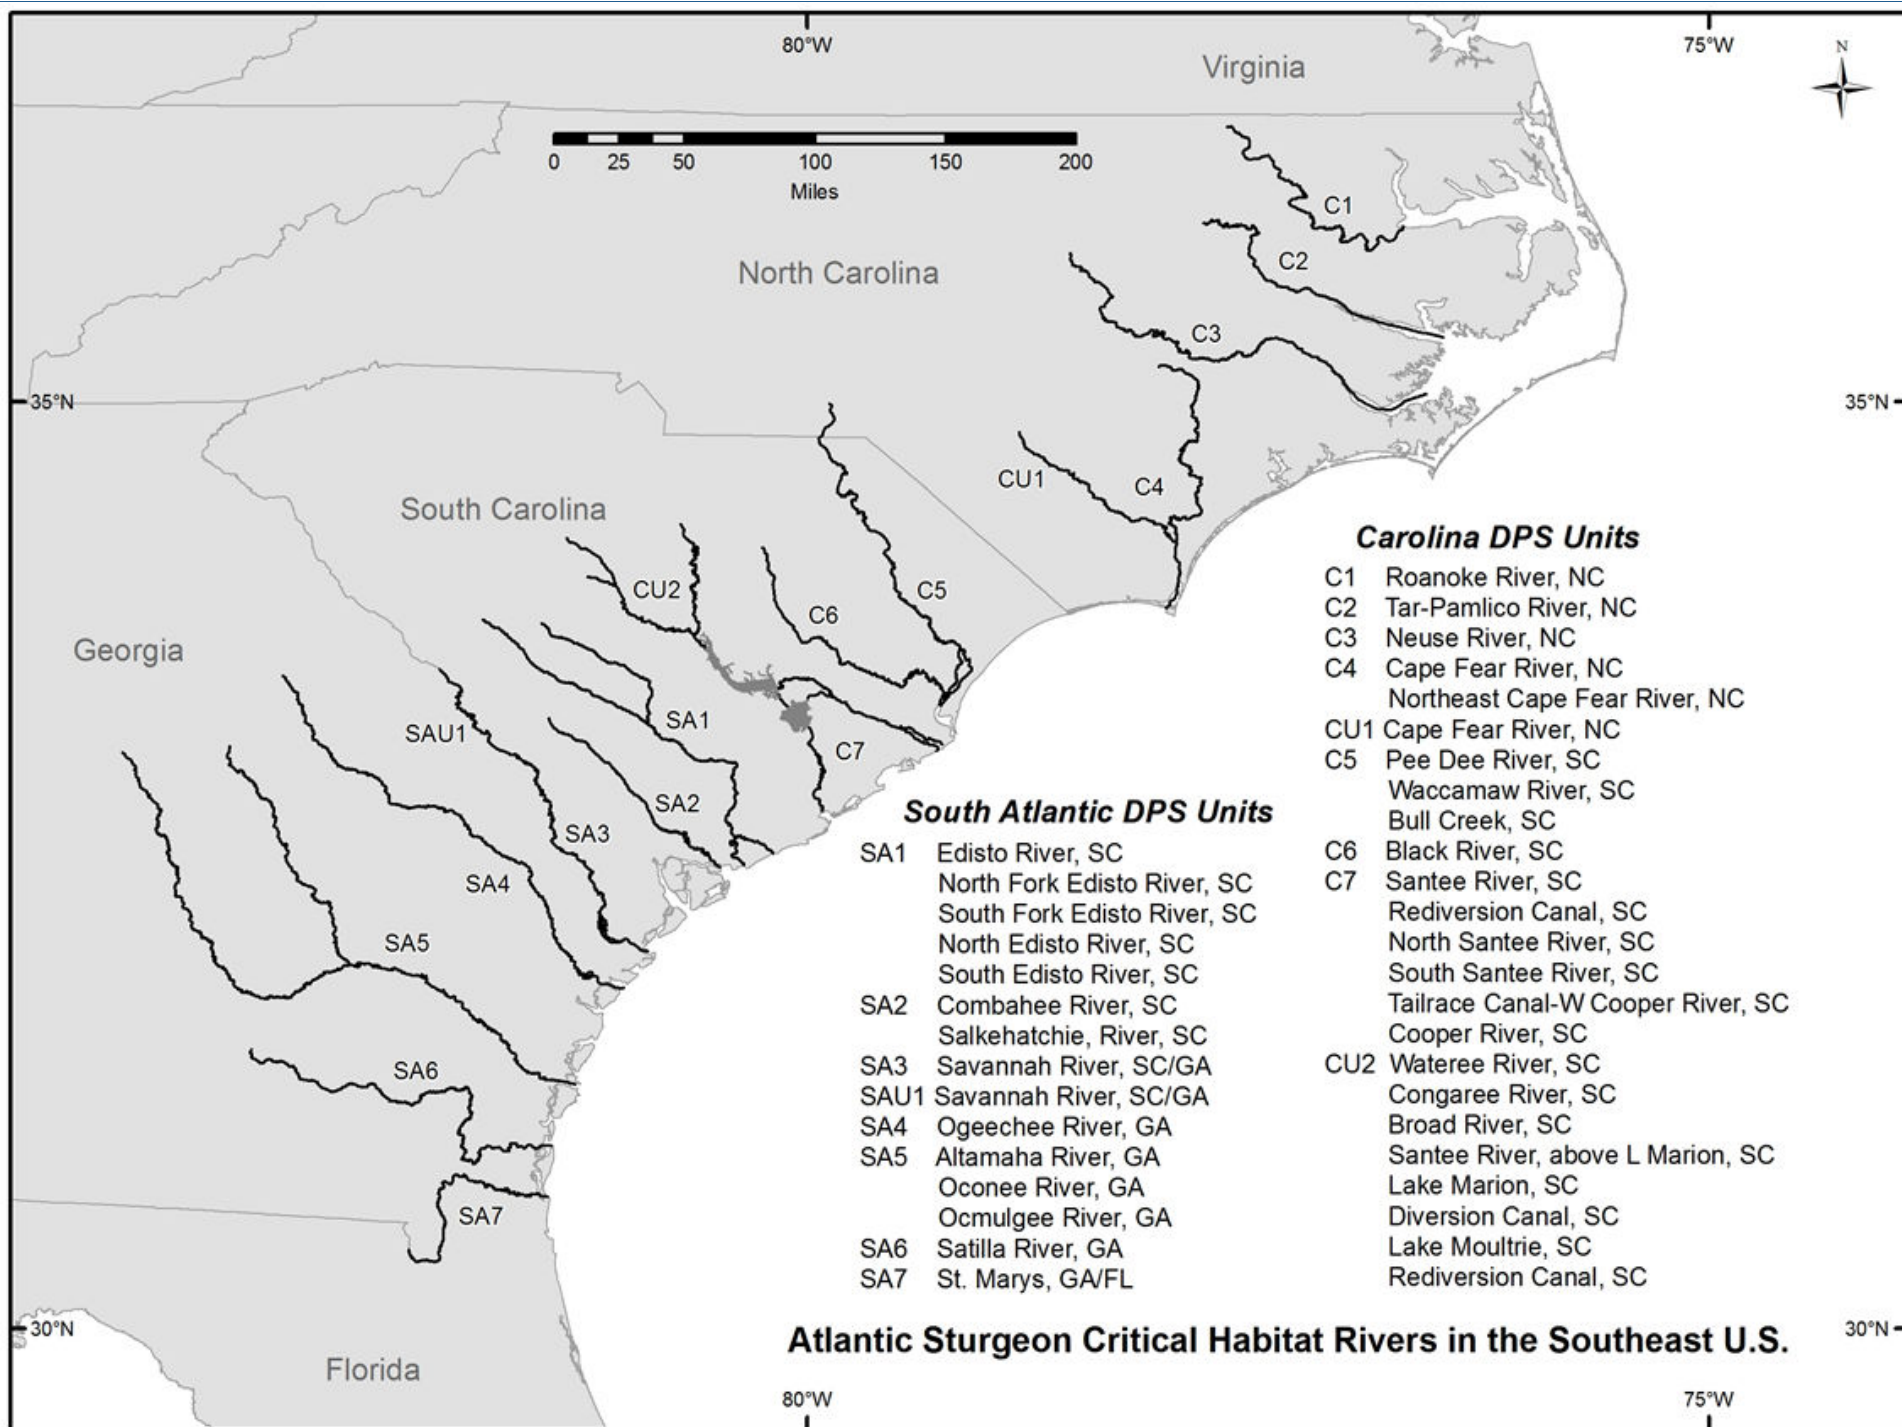 80°W
75°W
Virginia
N
0 25 50 100 150 200
Miles
C1
C2
North Carolina
C3
35°N
35°N
CU1
C4
South Carolina
CU2
C6
C5
Georgia
SAU1
SA1
C7
SA2
SA3
SA4
SA5
SA6
SA7
Carolina DPS Units
C1 Roanoke River, NC
C2 Tar-Pamlico River, NC
C3 Neuse River, NC
C4 Cape Fear River, NC
Northeast Cape Fear River, NC
CU1 Cape Fear River, NC
C5 Pee Dee River, SC
Waccamaw River, SC
Bull Creek, SC
C6 Black River, SC
C7 Santee River, SC
Rediversion Canal, SC
North Santee River, SC
South Santee River, SC
Tailrace Canal-W Cooper River, SC
Cooper River, SC
CU2 Wateree River, SC
Congaree River, SC
Broad River, SC
Santee River, above L Marion, SC
Lake Marion, SC
Diversion Canal, SC
Lake Moultrie, SC
Rediversion Canal, SC
South Atlantic DPS Units
SA1 Edisto River, SC
North Fork Edisto River, SC
South Fork Edisto River, SC
North Edisto River, SC
South Edisto River, SC
SA2 Combahee River, SC
Salkehatchie, River, SC
SA3 Savannah River, SC/GA
SAU1 Savannah River, SC/GA
SA4 Ogeechee River, GA
SA5 Altamaha River, GA
Oconee River, GA
Ocmulgee River, GA
SA6 Satilla River, GA
SA7 St. Marys, GA/FL
30°N
30°N
Atlantic Sturgeon Critical Habitat Rivers in the Southeast U.S.
Florida
80°W
75°W